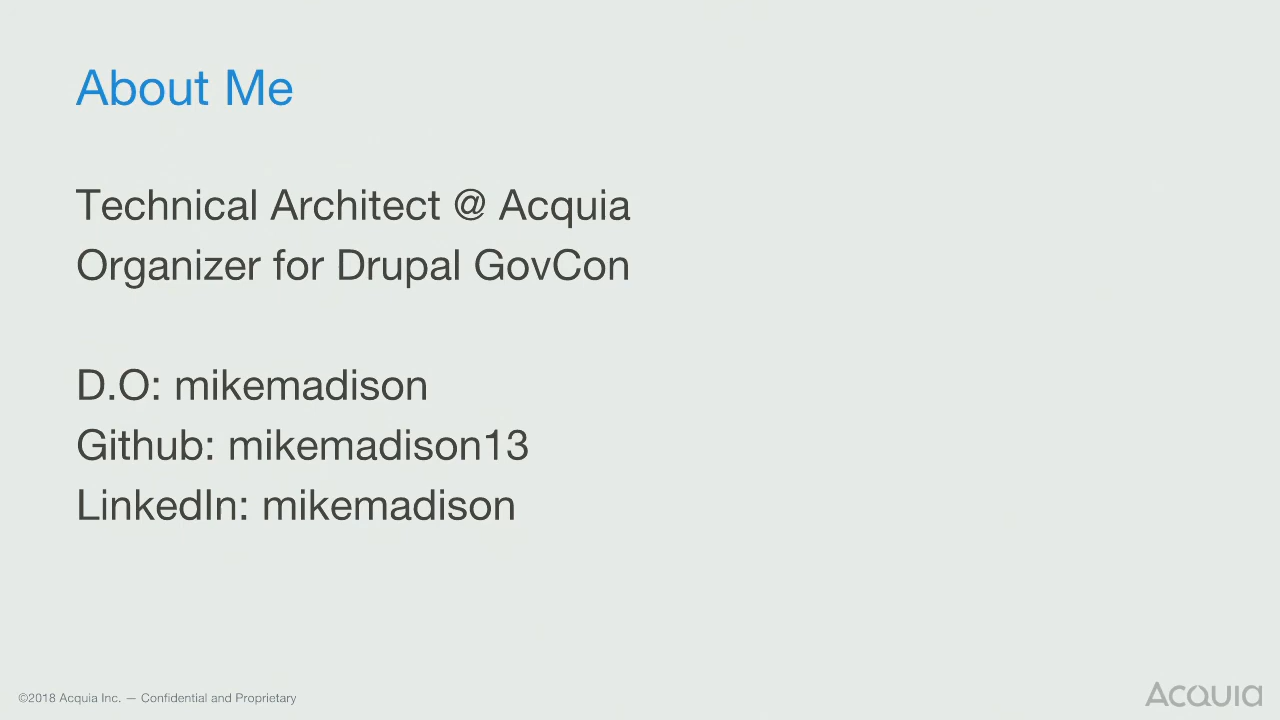 About Me
Technical Architect @ Acquia
Organizer for Drupal GovCon
D.O: mikemadison
Github: mikemadison13
LinkedIn: mikemadison
©2018 Acquia Inc. — Confidential and Proprietary
Acquia